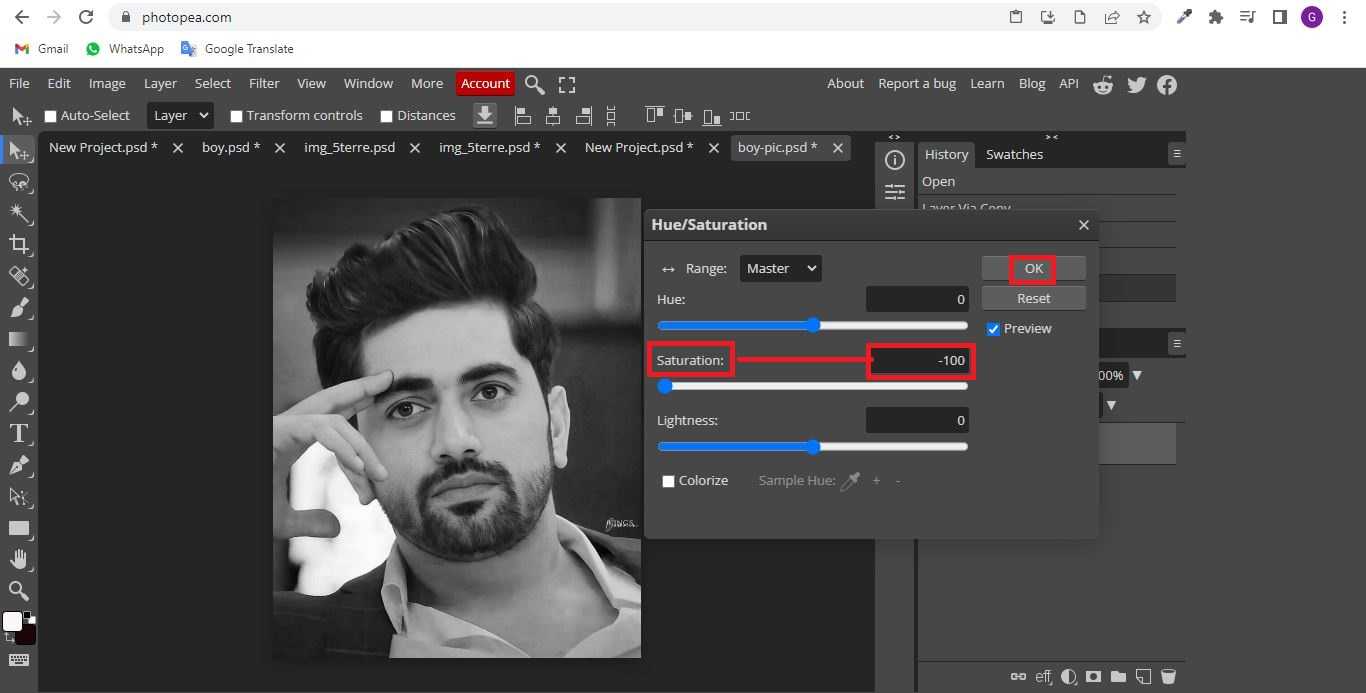 photopea.com
G
Gmail WhatsApp Google Translate
File Edit Image Layer Select Filter View Window More Account About Report a bug Learn Blog API
Auto-Select Layer Transform controls Distances
New Project.psd * boy.psd * img_5terre.psd img_5terre.psd * New Project.psd * boy-pic.psd *
< > > <
History Swatches
Open
Layer Via Copy
Hue/Saturation
Range: Master OK
Hue: 0 Reset
Preview
Saturation: -100
00%
Lightness: 0
Colorize Sample Hue: + -
T
eff